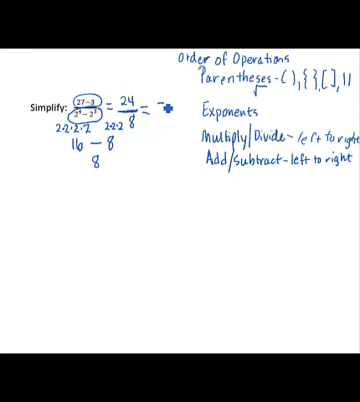 Order of Operations
Parentheses - ( ), { }, [ ], | |
Simplify: (27-3)/(2⁴ - 2³) = 24/8 =
2·2·2·2 2·2·2
16 - 8
8
Exponents
Multiply/Divide - left to right
Add/subtract - left to right